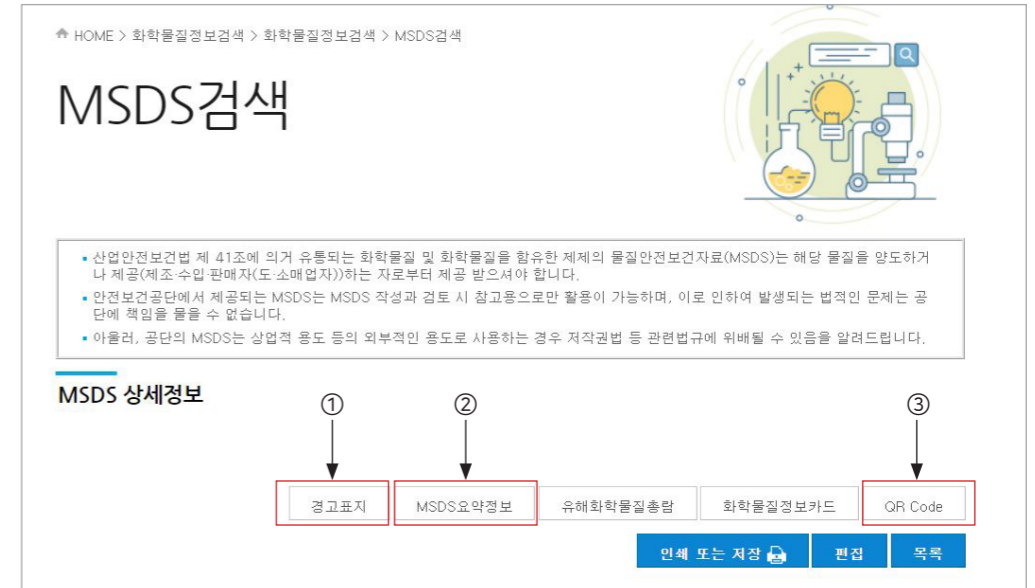 HOME > 화학물질정보검색 > 화학물질정보검색 > MSDS검색
MSDS검색
▪ 산업안전보건법 제 41조에 의거 유통되는 화학물질 및 화학물질을 함유한 제제의 물질안전보건자료(MSDS)는 해당 물질을 양도하거
나 제공(제조·수입·판매자(도·소매업자))하는 자로부터 제공 받으셔야 합니다.
▪ 안전보건공단에서 제공되는 MSDS는 MSDS 작성과 검토 시 참고용으로만 활용이 가능하며, 이로 인하여 발생되는 법적인 문제는 공
단에 책임을 물을 수 없습니다.
▪ 아울러, 공단의 MSDS는 상업적 용도 등의 외부적인 용도로 사용하는 경우 저작권법 등 관련법규에 위배될 수 있음을 알려드립니다.
MSDS 상세정보
① ② ③
경고표지 MSDS요약정보 유해화학물질총람 화학물질정보카드 QR Code
인쇄 또는 저장 편집 목록